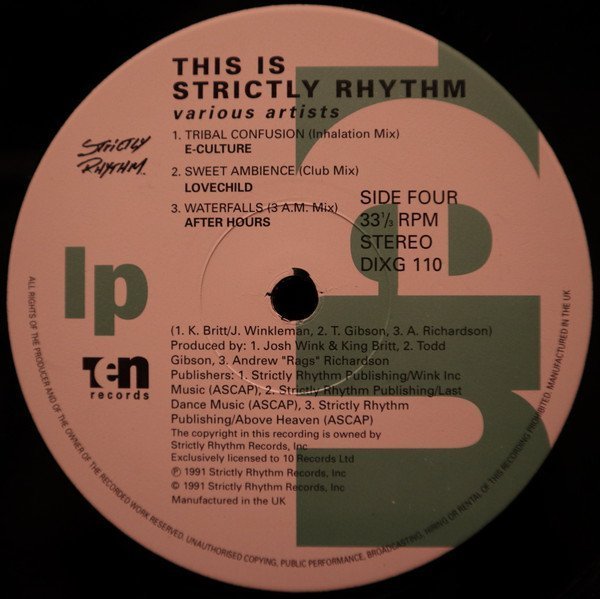 THIS IS
STRICTLY RHYTHM
various artists
1. TRIBAL CONFUSION (Inhalation Mix)
E-CULTURE
2. SWEET AMBIENCE (Club Mix)
LOVECHILD
3. WATERFALLS (3 A.M. Mix)
AFTER HOURS
STRICTLY
RHYTHM.
SIDE FOUR
33⅓ RPM
STEREO
DIXG 110
lp
TEN
records
(1. K. Britt/J. Winkleman, 2. T. Gibson, 3. A. Richardson)
Produced by: 1. Josh Wink & King Britt, 2. Todd
Gibson, 3. Andrew "Rags" Richardson
Publishers: 1. Strictly Rhythm Publishing/Wink Inc
Music (ASCAP), 2. Strictly Rhythm Publishing/Last
Dance Music (ASCAP), 3. Strictly Rhythm
Publishing/Above Heaven (ASCAP)
The copyright in this recording is owned by
Strictly Rhythm Records, Inc
Exclusively licensed to 10 Records Ltd
℗ 1991 Strictly Rhythm Records, Inc
© 1991 Strictly Rhythm Records, Inc
Manufactured in the UK
ALL RIGHTS OF THE PRODUCER AND OF THE OWNER OF THE RECORDED WORK RESERVED. UNAUTHORISED COPYING, PUBLIC PERFORMANCE, BROADCASTING, HIRING OR RENTAL OF THIS RECORDING PROHIBITED. MANUFACTURED IN THE UK